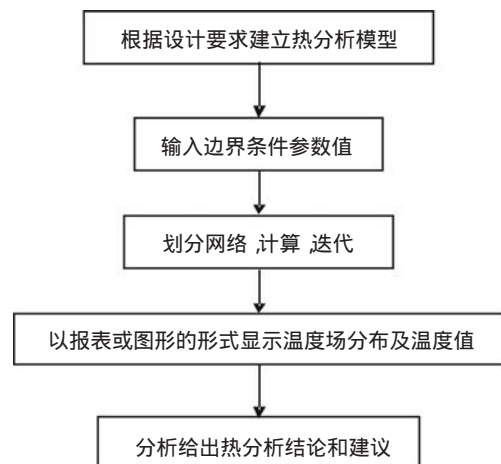 根据设计要求建立热分析模型
输入边界条件参数值
划分网络 ,计算 ,迭代
以报表或图形的形式显示温度场分布及温度值
分析给出热分析结论和建议